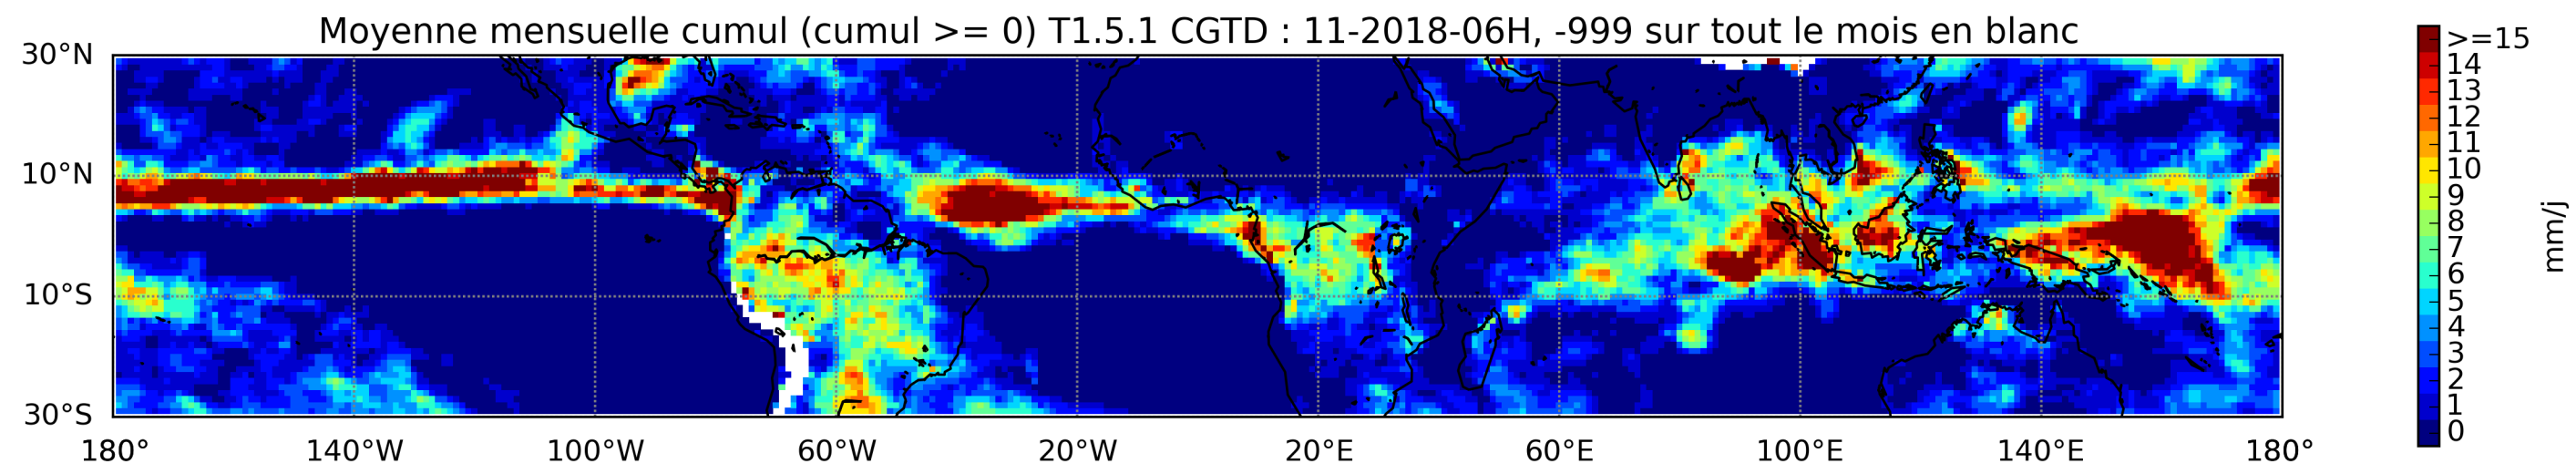 Moyenne mensuelle cumul (cumul >= 0) T1.5.1 CGTD : 11-2018-06H, -999 sur tout le mois en blanc
30°N
10°N
10°S
30°S
180° 140°W 100°W 60°W 20°W 20°E 60°E 100°E 140°E 180°
>=15
14
13
12
11
10
9
8
7
6
5
4
3
2
1
0
mm/j